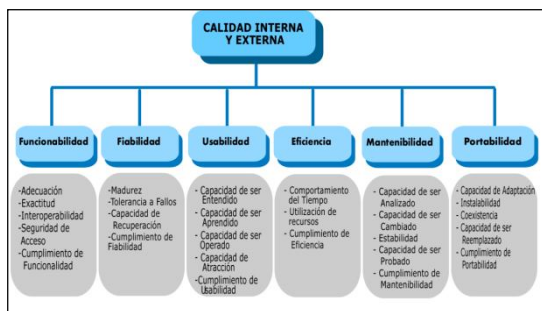 CALIDAD INTERNA
Y EXTERNA
Funcionabilidad
Fiabilidad
Usabilidad
Eficiencia
Mantenibilidad
Portabilidad
-Adecuación
-Exactitud
-Interoperabilidad
-Seguridad de
Acceso
-Cumplimiento de
Funcionalidad
-Madurez
-Tolerancia a Fallos
-Capacidad de
Recuperación
-Cumplimiento de
Fiabilidad
- Capacidad de ser
Entendido
- Capacidad de ser
Aprendido
- Capacidad de ser
Operado
- Capacidad de
Atracción
-Cumplimiento de
Usabilidad
- Comportamiento
del Tiempo
- Utilización de
recursos
- Cumplimiento de
Eficiencia
- Capacidad de ser
Analizado
- Capacidad de ser
Cambiado
- Estabilidad
- Capacidad de ser
Probado
- Cumplimiento de
Mantenibilidad
- Capacidad de Adaptación
- Instalabilidad
- Coexistencia
- Capacidad de ser
Reemplazado
-Cumplimiento de
Portabilidad